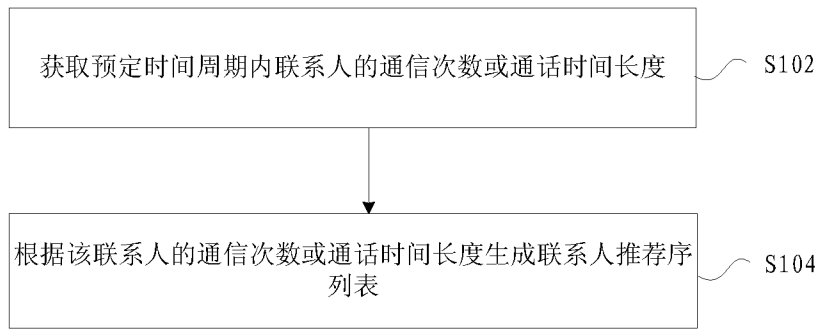 获取预定时间周期内联系人的通信次数或通话时间长度
S102
根据该联系人的通信次数或通话时间长度生成联系人推荐序
列表
S104